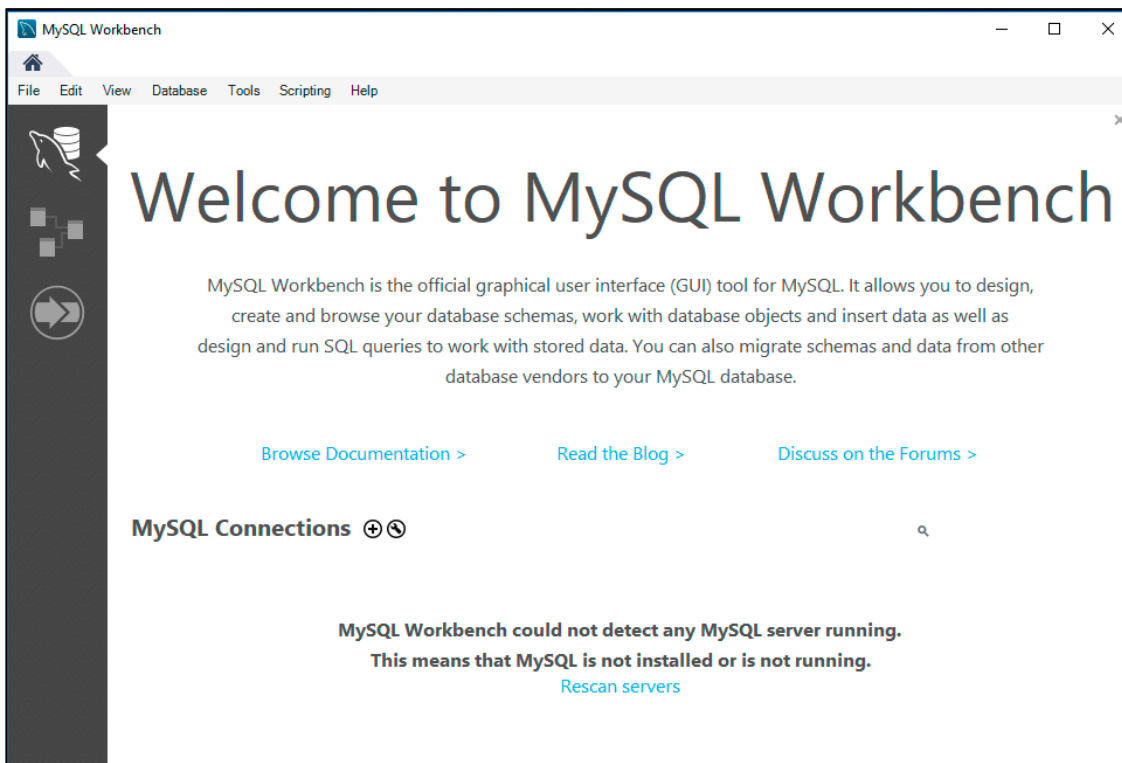 MySQL Workbench
File Edit View Database Tools Scripting Help
Welcome to MySQL Workbench
MySQL Workbench is the official graphical user interface (GUI) tool for MySQL. It allows you to design,
create and browse your database schemas, work with database objects and insert data as well as
design and run SQL queries to work with stored data. You can also migrate schemas and data from other
database vendors to your MySQL database.
Browse Documentation > Read the Blog > Discuss on the Forums >
MySQL Connections
MySQL Workbench could not detect any MySQL server running.
This means that MySQL is not installed or is not running.
Rescan servers